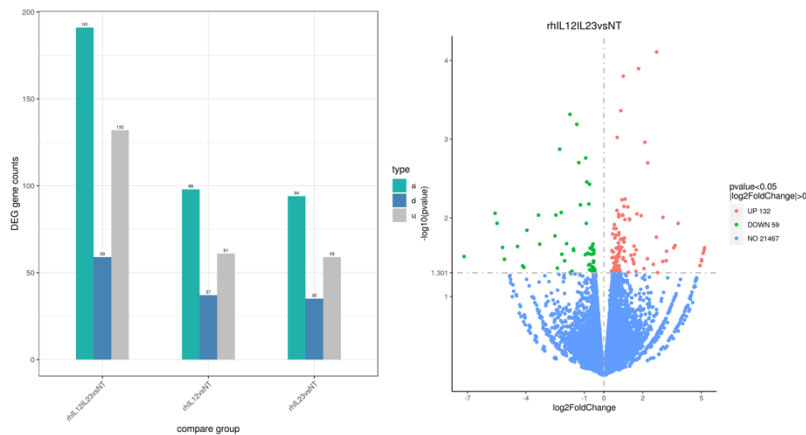 200
150
100
50
0
DEG gene counts
191
59
132
98
37
61
94
35
59
rhIL12IL23vsNT
rhIL12vsNT
rhIL23vsNT
compare group
type
a
d
u
rhIL12IL23vsNT
-log10(pvalue)
4
3
2
1.301
1
-7
-4
-1
0
2
5
log2FoldChange
pvalue<0.05
|log2FoldChange|>0
UP 132
DOWN 59
NO 21467